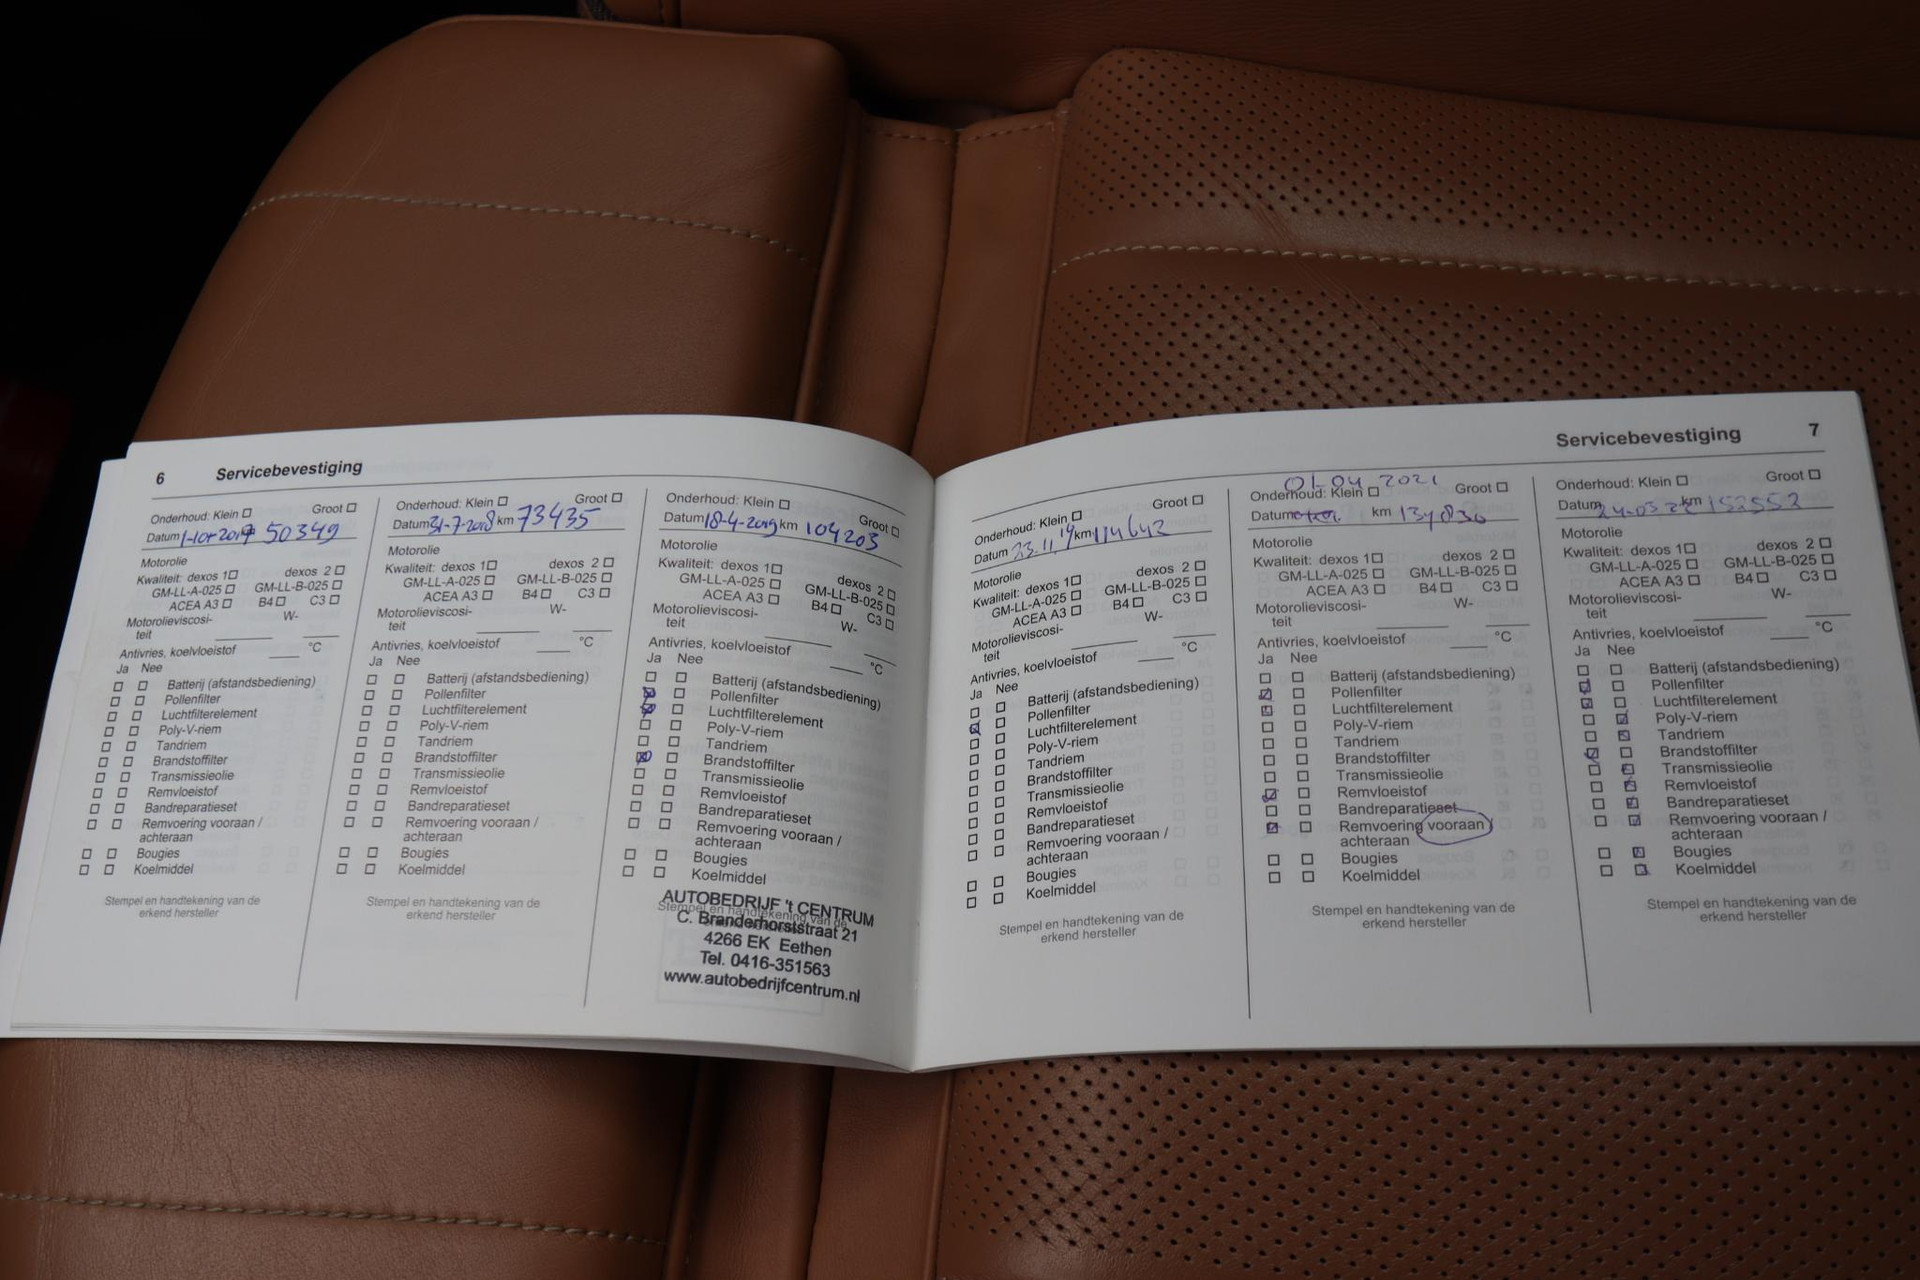 6 Servicebevestiging
Onderhoud: Klein ☐ Groot ☐
Datum 1-10-2017 50349
Motorolie
Kwaliteit: dexos 1☐ dexos 2 ☐
GM-LL-A-025 ☐ GM-LL-B-025 ☐
ACEA A3 ☐ B4 ☐ C3 ☐
Motorolieviscosi-
teit W-
Antivries, koelvloeistof °C
Ja Nee
☐ ☐ Batterij (afstandsbediening)
☐ ☐ Pollenfilter
☐ ☐ Luchtfilterelement
☐ ☐ Poly-V-riem
☐ ☐ Tandriem
☐ ☐ Brandstoffilter
☐ ☐ Transmissieolie
☐ ☐ Remvloeistof
☐ ☐ Bandreparatieset
☐ ☐ Remvoering vooraan /
achteraan
☐ ☐ Bougies
☐ ☐ Koelmiddel
Stempel en handtekening van de
erkend hersteller
Onderhoud: Klein ☐ Groot ☐
Datum 31-7-2018 km 73435
Motorolie
Kwaliteit: dexos 1☐ dexos 2 ☐
GM-LL-A-025 ☐ GM-LL-B-025 ☐
ACEA A3 ☐ B4 ☐ C3 ☐
Motorolieviscosi-
teit W-
Antivries, koelvloeistof °C
Ja Nee
☐ ☐ Batterij (afstandsbediening)
☐ ☐ Pollenfilter
☐ ☐ Luchtfilterelement
☐ ☐ Poly-V-riem
☐ ☐ Tandriem
☐ ☐ Brandstoffilter
☐ ☐ Transmissieolie
☐ ☐ Remvloeistof
☐ ☐ Bandreparatieset
☐ ☐ Remvoering vooraan /
achteraan
☐ ☐ Bougies
☐ ☐ Koelmiddel
Stempel en handtekening van de
erkend hersteller
Onderhoud: Klein ☐ Groot ☐
Datum 18-4-2019 km 104203
Motorolie
Kwaliteit: dexos 1☐ dexos 2 ☐
GM-LL-A-025 ☐ GM-LL-B-025 ☐
ACEA A3 ☐ B4 ☐ C3 ☐
Motorolieviscosi-
teit W-
Antivries, koelvloeistof °C
Ja Nee
☐ ☐ Batterij (afstandsbediening)
☒ ☐ Pollenfilter
☒ ☐ Luchtfilterelement
☐ ☐ Poly-V-riem
☐ ☐ Tandriem
☒ ☐ Brandstoffilter
☐ ☐ Transmissieolie
☐ ☐ Remvloeistof
☐ ☐ Bandreparatieset
☐ ☐ Remvoering vooraan /
achteraan
☐ ☐ Bougies
☐ ☐ Koelmiddel
Stempel en handtekening van de
erkend hersteller
AUTOBEDRIJF 't CENTRUM
C. Branderhorststraat 21
4266 EK Eethen
Tel. 0416-351563
www.autobedrijfcentrum.nl
Servicebevestiging 7
Onderhoud: Klein ☐ Groot ☐
Datum 23.11.19 km 114642
Motorolie
Kwaliteit: dexos 1☐ dexos 2 ☐
GM-LL-A-025 ☐ GM-LL-B-025 ☐
ACEA A3 ☐ B4 ☐ C3 ☐
Motorolieviscosi-
teit W-
Antivries, koelvloeistof °C
Ja Nee
☐ ☐ Batterij (afstandsbediening)
☒ ☐ Pollenfilter
☐ ☐ Luchtfilterelement
☐ ☐ Poly-V-riem
☐ ☐ Tandriem
☐ ☐ Brandstoffilter
☐ ☐ Transmissieolie
☐ ☐ Remvloeistof
☐ ☐ Bandreparatieset
☐ ☐ Remvoering vooraan /
achteraan
☐ ☐ Bougies
☐ ☐ Koelmiddel
Stempel en handtekening van de
erkend hersteller
01-04 2021
Onderhoud: Klein ☐ Groot ☐
Datum km 134836
Motorolie
Kwaliteit: dexos 1☐ dexos 2 ☐
GM-LL-A-025 ☐ GM-LL-B-025 ☐
ACEA A3 ☐ B4 ☐ C3 ☐
Motorolieviscosi-
teit W-
Antivries, koelvloeistof °C
Ja Nee
☐ ☐ Batterij (afstandsbediening)
☑ ☐ Pollenfilter
☑ ☐ Luchtfilterelement
☐ ☐ Poly-V-riem
☐ ☐ Tandriem
☐ ☐ Brandstoffilter
☐ ☐ Transmissieolie
☑ ☐ Remvloeistof
☐ ☐ Bandreparatieset
☑ ☐ Remvoering vooraan /
achteraan
☐ ☐ Bougies
☐ ☐ Koelmiddel
Stempel en handtekening van de
erkend hersteller
Onderhoud: Klein ☐ Groot ☐
Datum 24-03 22 km 152552
Motorolie
Kwaliteit: dexos 1☐ dexos 2 ☐
GM-LL-A-025 ☐ GM-LL-B-025 ☐
ACEA A3 ☐ B4 ☐ C3 ☐
Motorolieviscosi-
teit W-
Antivries, koelvloeistof °C
Ja Nee
☐ ☐ Batterij (afstandsbediening)
☑ ☐ Pollenfilter
☑ ☐ Luchtfilterelement
☐ ☑ Poly-V-riem
☐ ☑ Tandriem
☑ ☐ Brandstoffilter
☐ ☑ Transmissieolie
☐ ☑ Remvloeistof
☐ ☑ Bandreparatieset
☐ ☑ Remvoering vooraan /
achteraan
☐ ☑ Bougies
☐ ☑ Koelmiddel
Stempel en handtekening van de
erkend hersteller